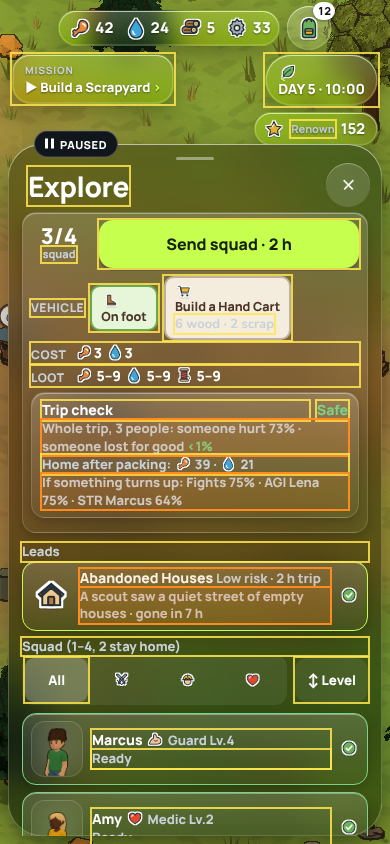 42 24 5 33 12
MISSION
▶ Build a Scrapyard ›
DAY 5 · 10:00
Renown 152
PAUSED
Explore
3/4
squad
Send squad · 2 h
VEHICLE
On foot
Build a Hand Cart
6 wood · 2 scrap
COST 3 3
LOOT 5–9 5–9 5–9
Trip check Safe
Whole trip, 3 people: someone hurt 73% ·
someone lost for good <1%
Home after packing: 39 · 21
If something turns up: Fights 75% · AGI Lena
75% · STR Marcus 64%
Leads
Abandoned Houses Low risk · 2 h trip
A scout saw a quiet street of empty
houses · gone in 7 h
Squad (1–4, 2 stay home)
All
Level
Marcus Guard Lv.4
Ready
Amy Medic Lv.2
Ready